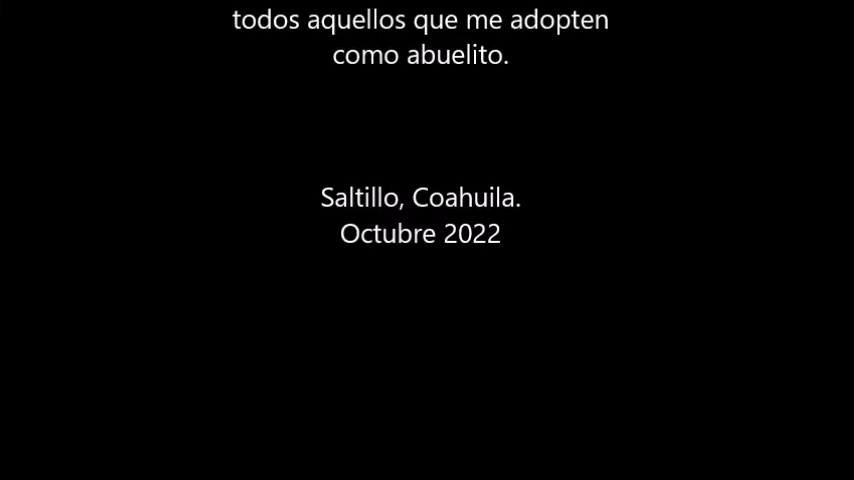 todos aquellos que me adopten
como abuelito.
Saltillo, Coahuila.
Octubre 2022